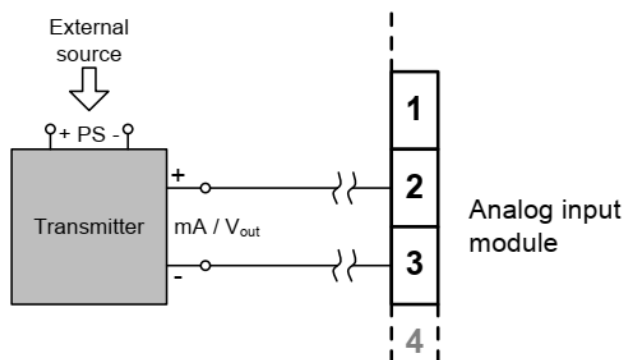 External
source
+ PS -
1
+
2
Transmitter
mA / Vout
Analog input
module
-
3
4